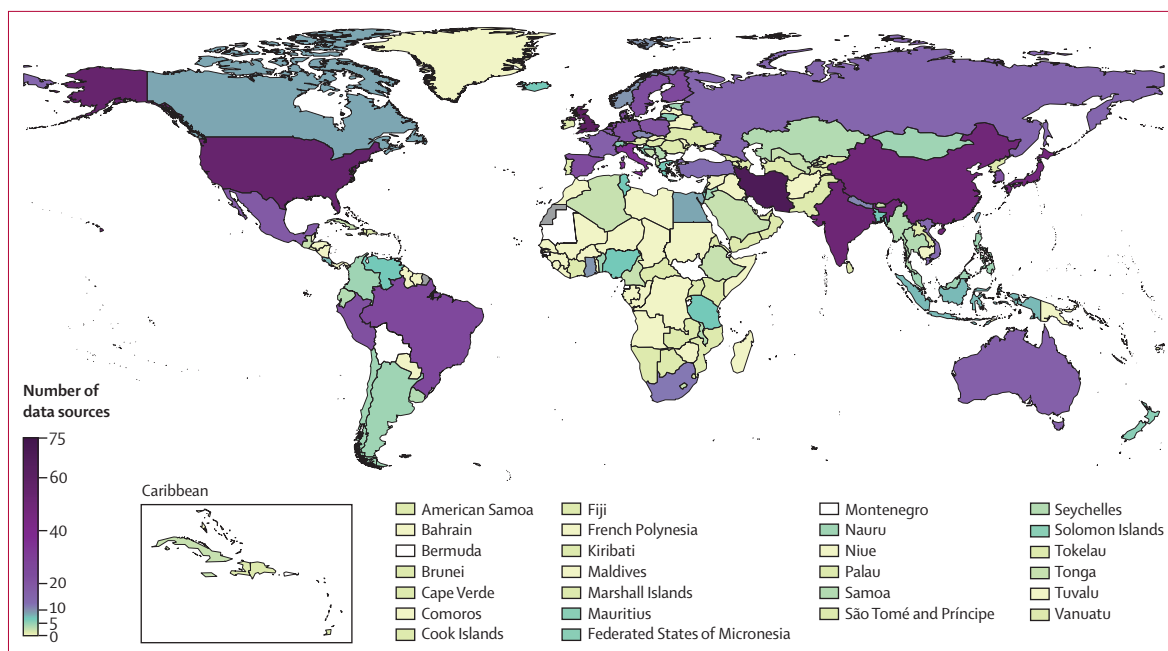 Number of
data sources
75
60
40
20
10
5
0
Caribbean
American Samoa
Bahrain
Bermuda
Brunei
Cape Verde
Comoros
Cook Islands
Fiji
French Polynesia
Kiribati
Maldives
Marshall Islands
Mauritius
Federated States of Micronesia
Montenegro
Nauru
Niue
Palau
Samoa
São Tomé and Príncipe
Seychelles
Solomon Islands
Tokelau
Tonga
Tuvalu
Vanuatu